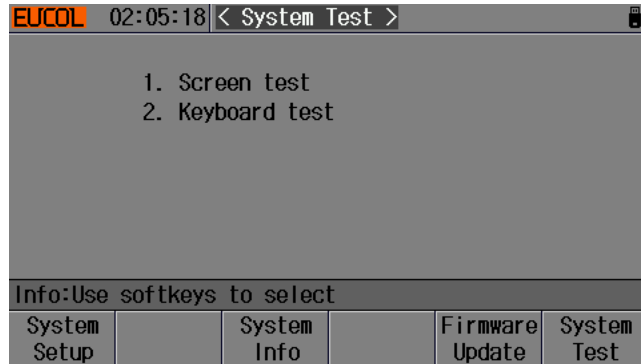 EUCOL 02:05:18 < System Test >
1. Screen test
2. Keyboard test
Info:Use softkeys to select
System Setup
System Info
Firmware Update
System Test